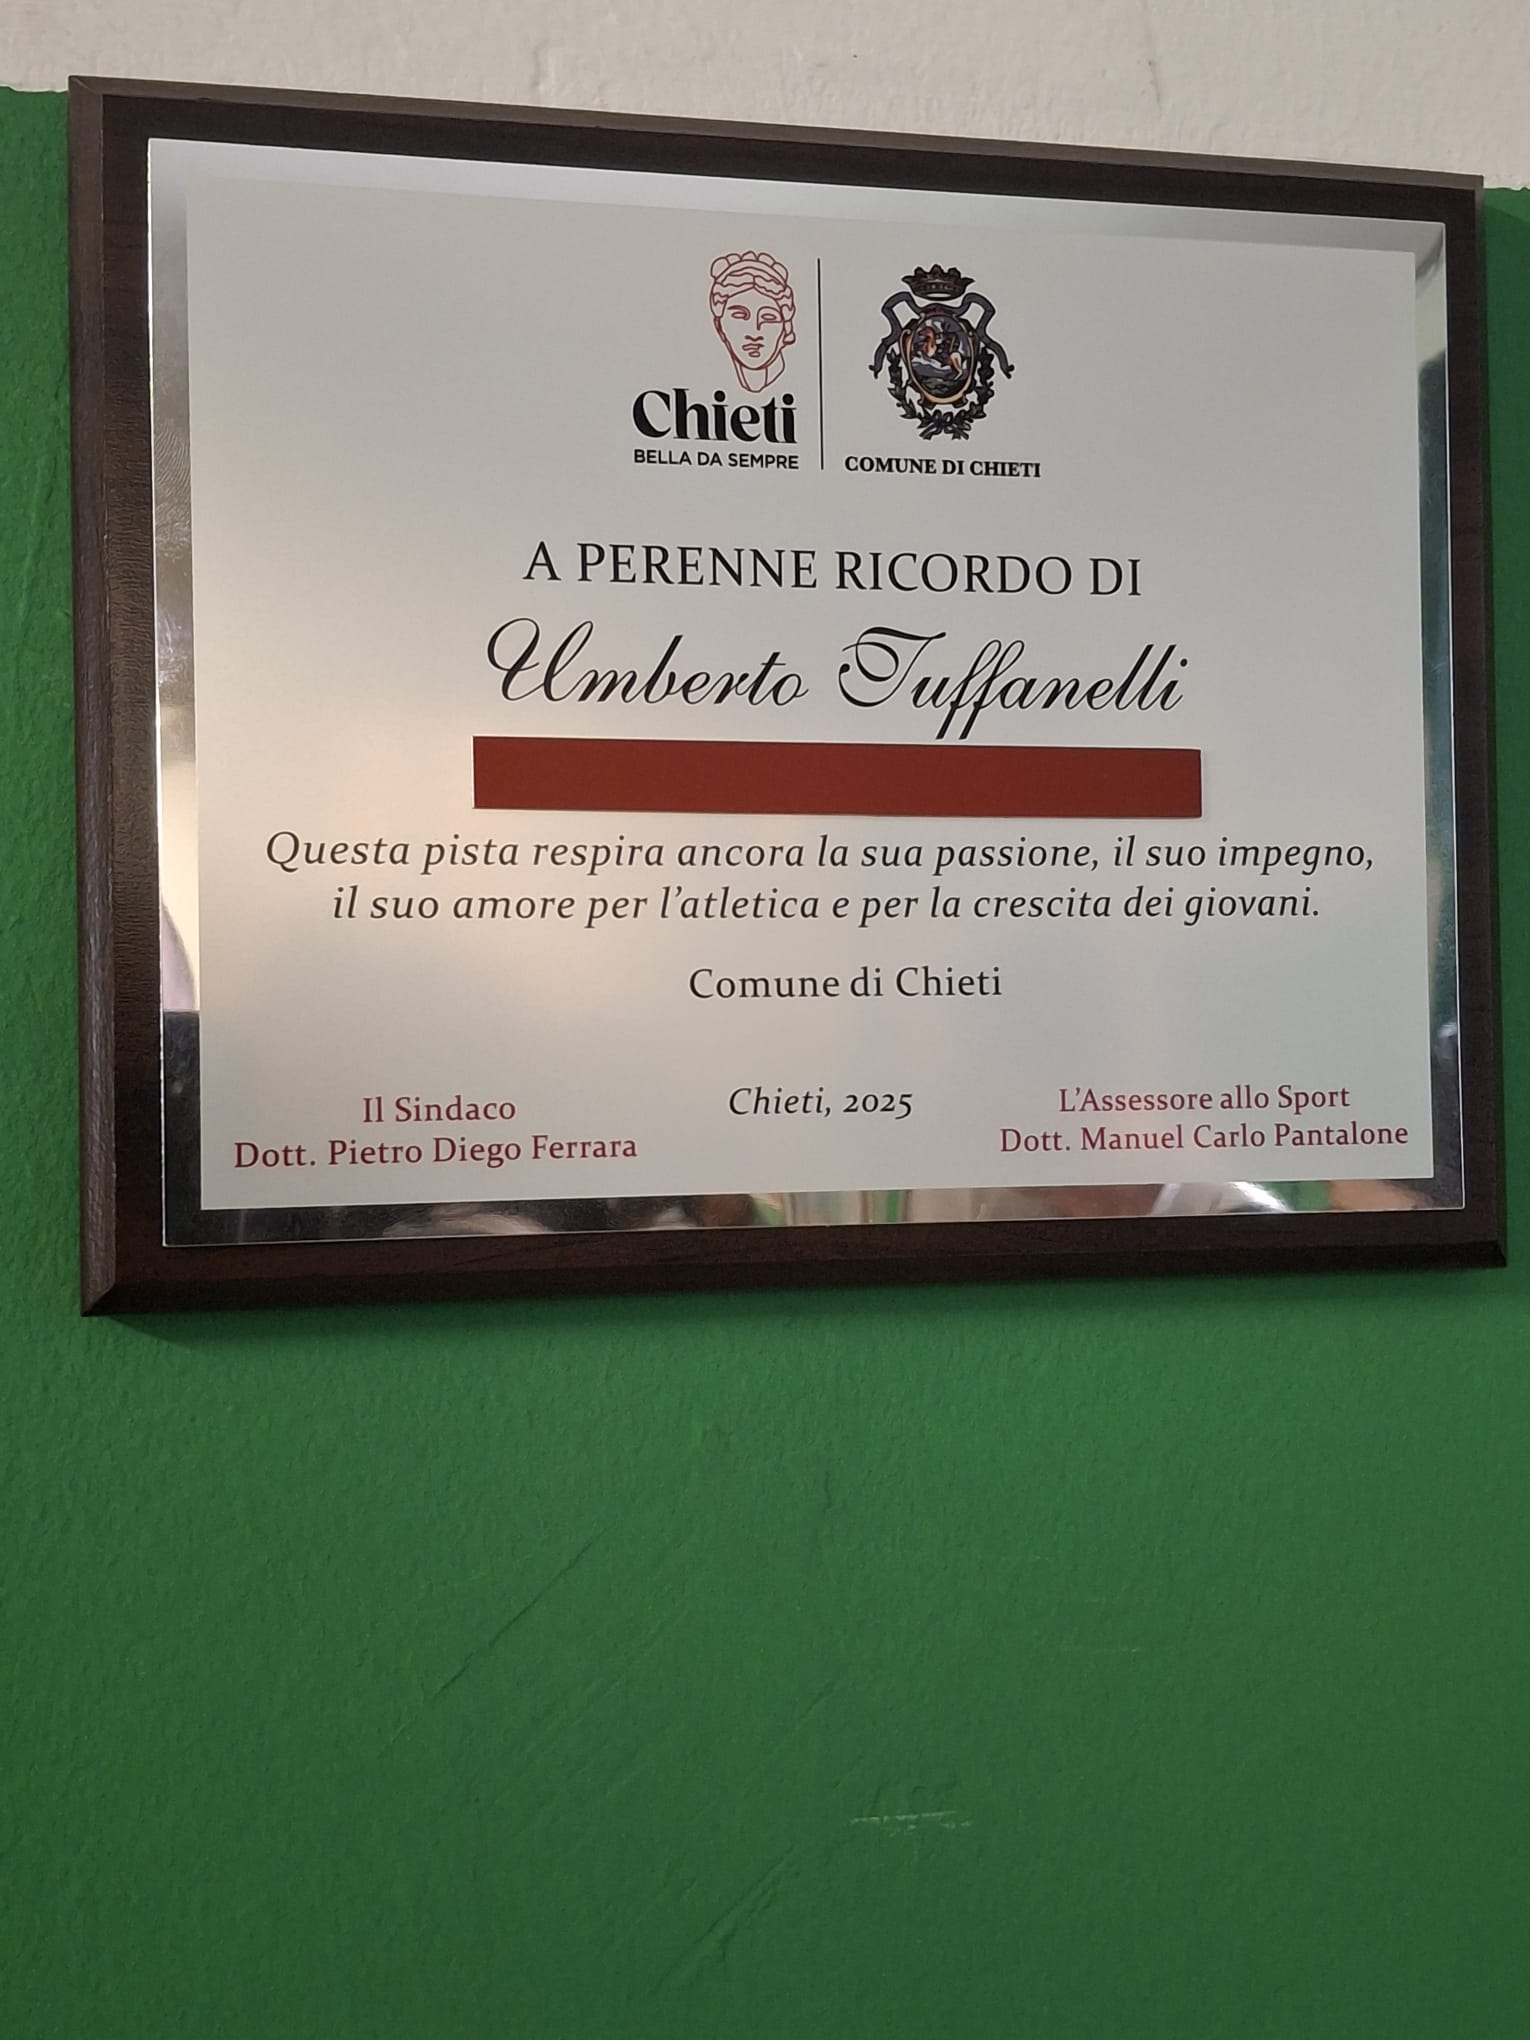 Chieti
BELLA DA SEMPRE
COMUNE DI CHIETI
A PERENNE RICORDO DI
Umberto Tuffanelli
Questa pista respira ancora la sua passione, il suo impegno,
il suo amore per l'atletica e per la crescita dei giovani.
Comune di Chieti
Il Sindaco
Dott. Pietro Diego Ferrara
Chieti, 2025
L'Assessore allo Sport
Dott. Manuel Carlo Pantalone